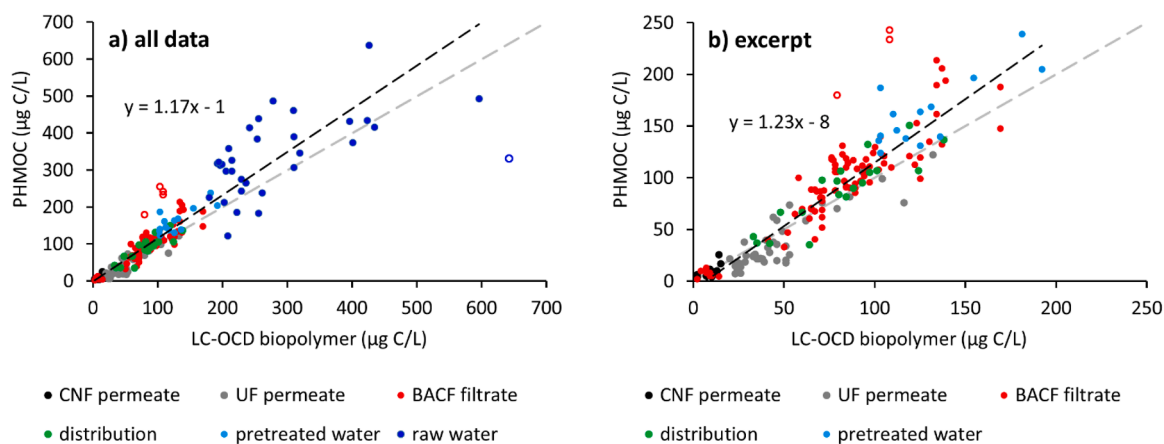 a) all data
y = 1.17x - 1
PHMOC (µg C/L)
700
600
500
400
300
200
100
0
0 100 200 300 400 500 600 700
LC-OCD biopolymer (µg C/L)
CNF permeate UF permeate BACF filtrate
distribution pretreated water raw water
b) excerpt
y = 1.23x - 8
PHMOC (µg C/L)
250
200
150
100
50
0
0 50 100 150 200 250
LC-OCD biopolymer (µg C/L)
CNF permeate UF permeate BACF filtrate
distribution pretreated water